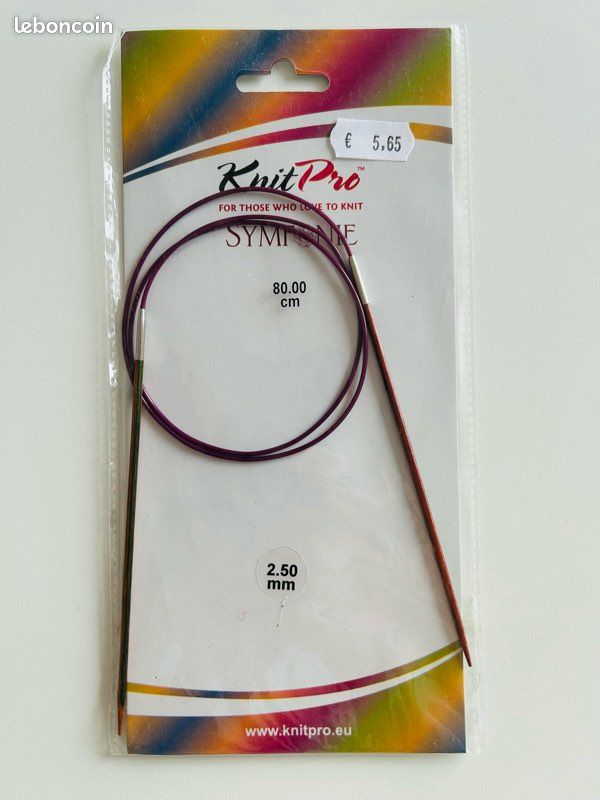 leboncoin
€ 5,65
KnitPro™
FOR THOSE WHO LOVE TO KNIT
SYMFONIE
80.00
cm
2.50
mm
www.knitpro.eu